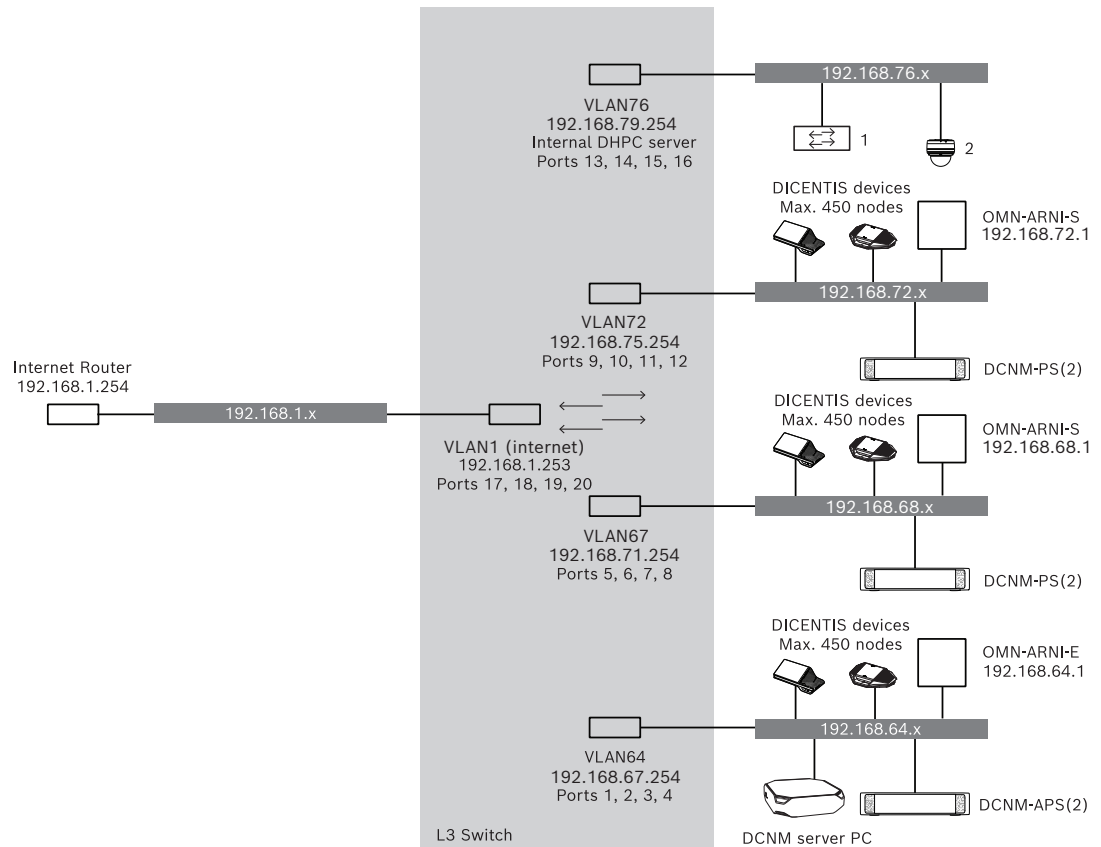 192.168.76.x
VLAN76
192.168.79.254
Internal DHPC server
Ports 13, 14, 15, 16
1
2
DICENTIS devices
Max. 450 nodes
OMN-ARNI-S
192.168.72.1
192.168.72.x
VLAN72
192.168.75.254
Ports 9, 10, 11, 12
DCNM-PS(2)
Internet Router
192.168.1.254
192.168.1.x
VLAN1 (internet)
192.168.1.253
Ports 17, 18, 19, 20
DICENTIS devices
Max. 450 nodes
OMN-ARNI-S
192.168.68.1
192.168.68.x
VLAN67
192.168.71.254
Ports 5, 6, 7, 8
DCNM-PS(2)
DICENTIS devices
Max. 450 nodes
OMN-ARNI-E
192.168.64.1
192.168.64.x
VLAN64
192.168.67.254
Ports 1, 2, 3, 4
DCNM-APS(2)
L3 Switch
DCNM server PC